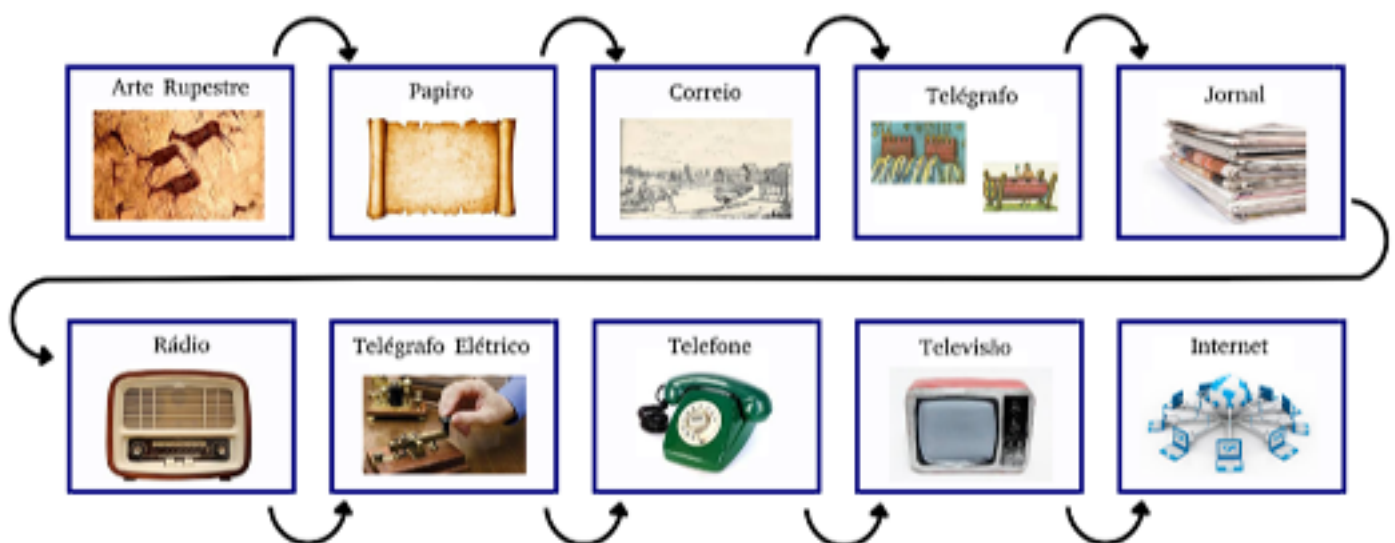 Arte Rupestre
Papiro
Correio
Telégrafo
Jornal
Rádio
Telégrafo Elétrico
Telefone
Televisão
Internet